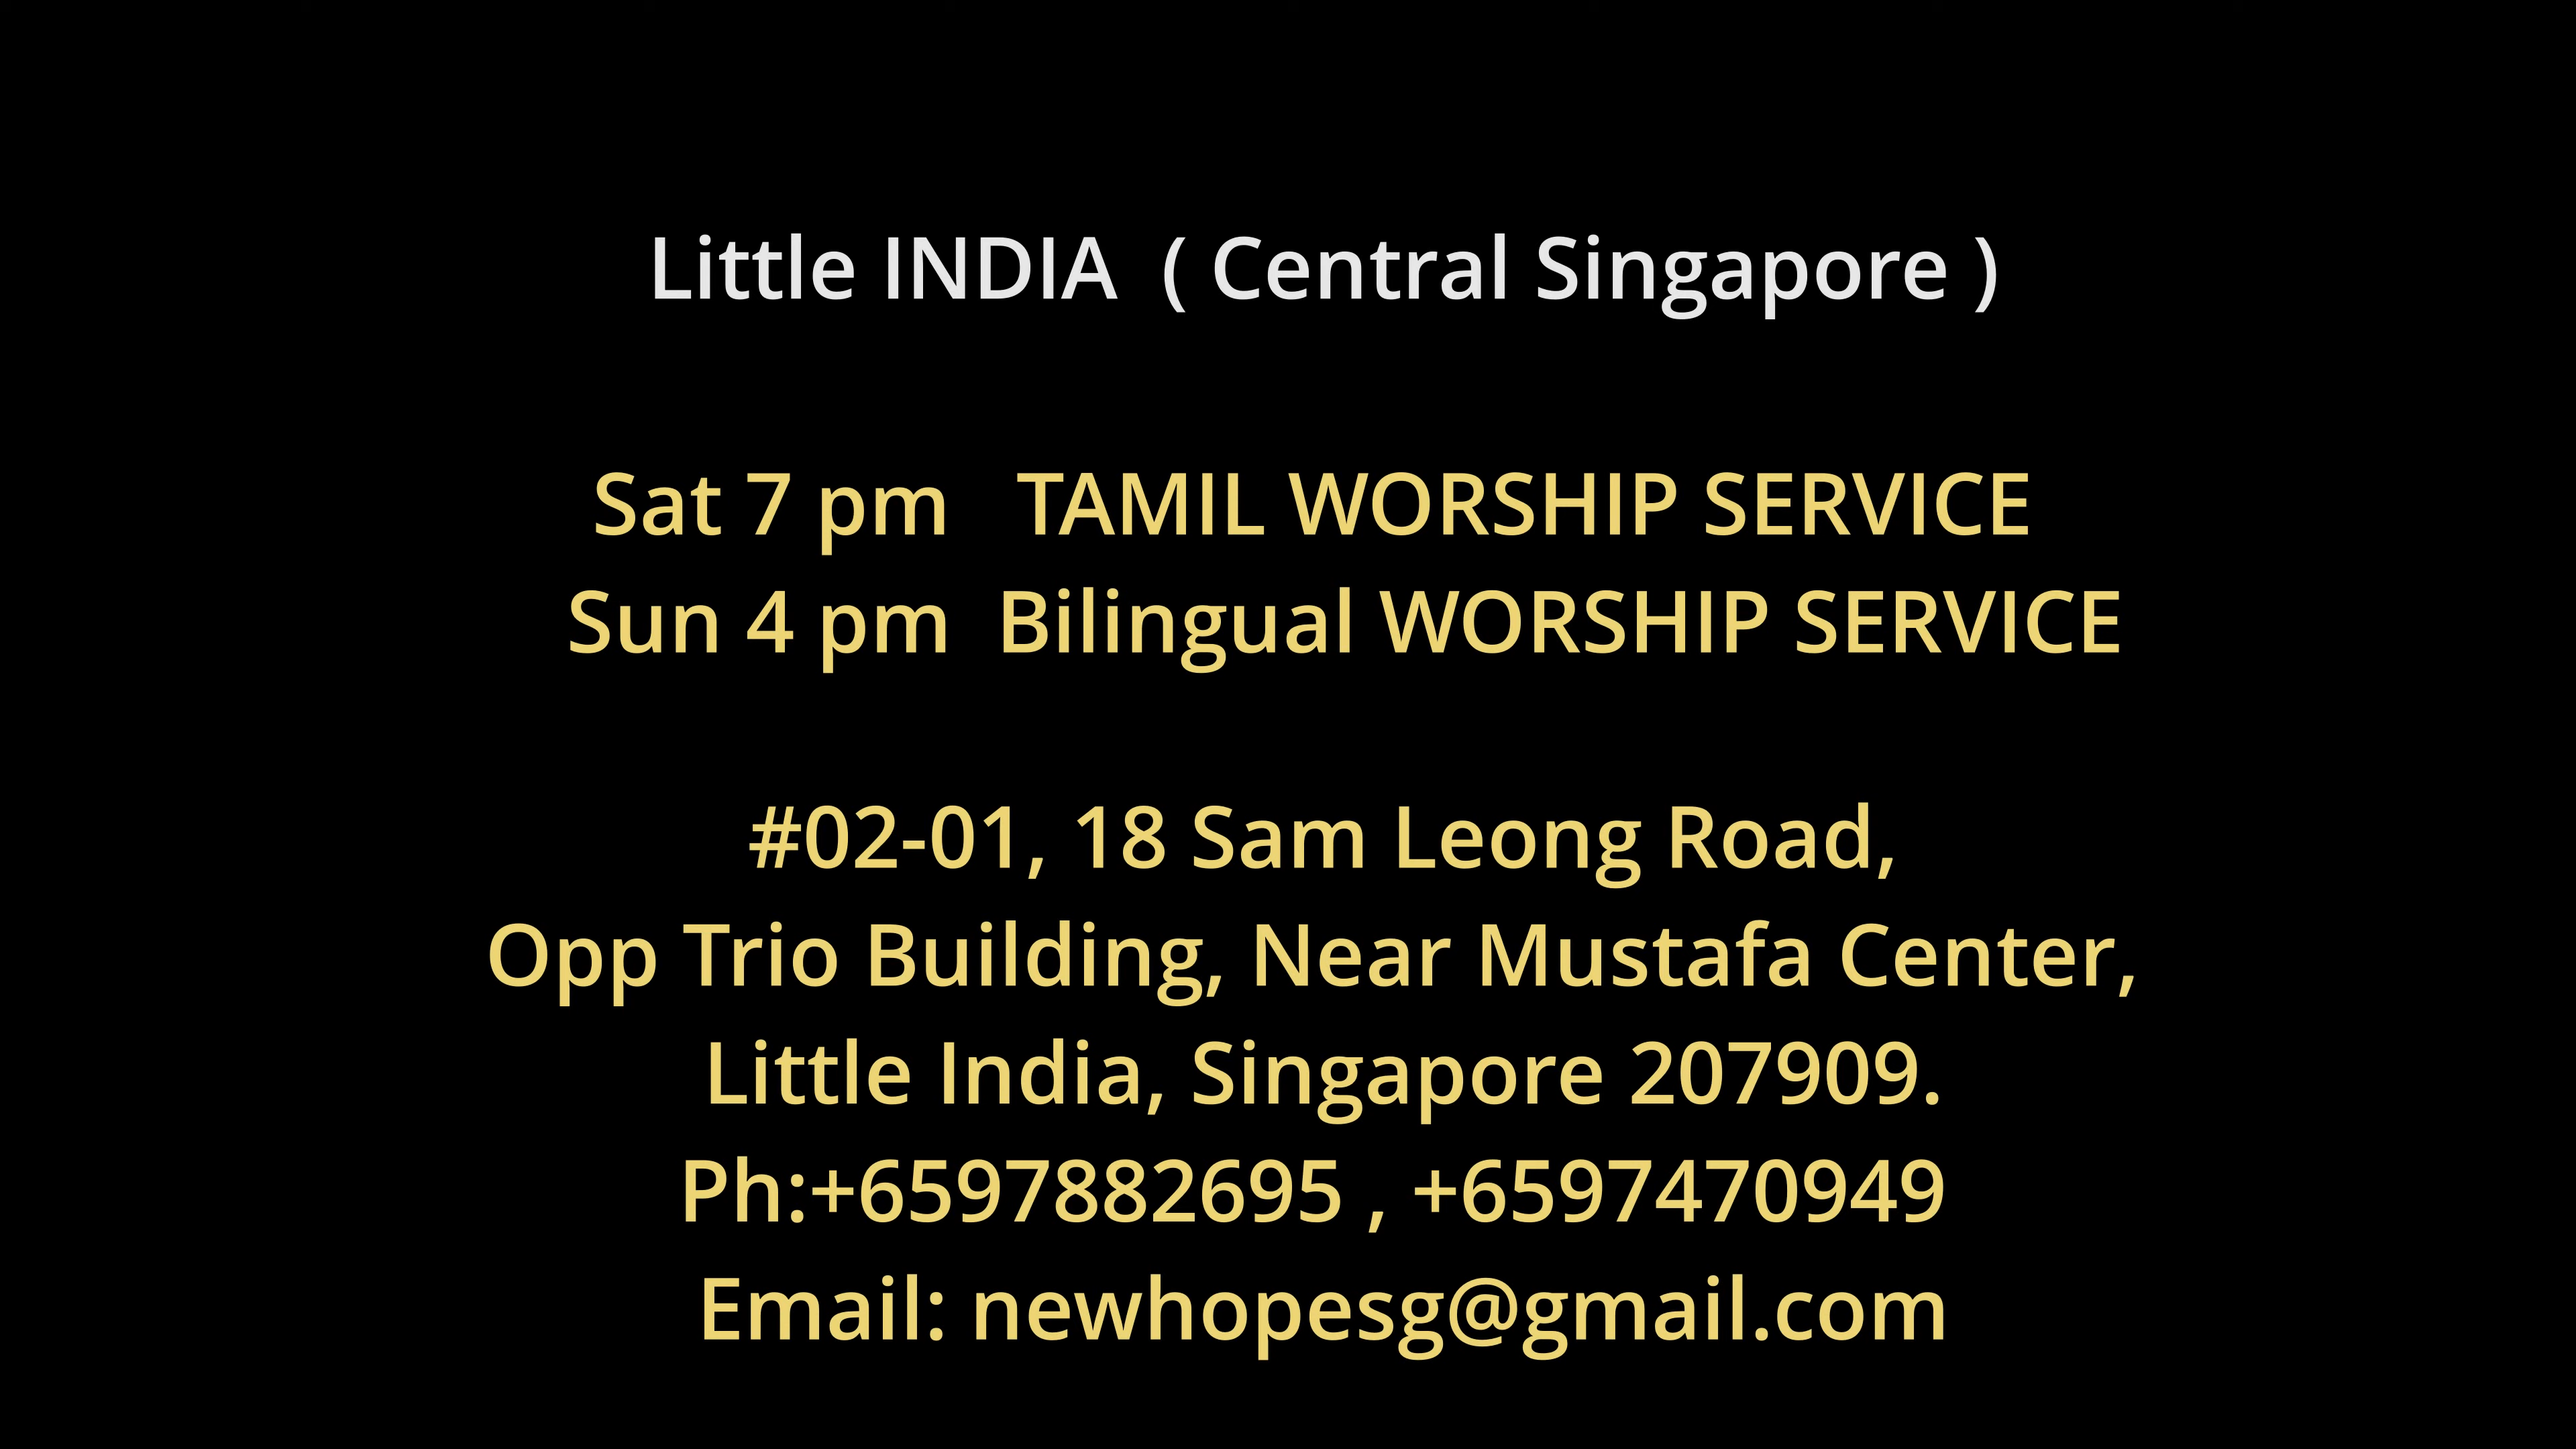 Little INDIA ( Central Singapore )
Sat 7 pm TAMIL WORSHIP SERVICE
Sun 4 pm Bilingual WORSHIP SERVICE
#02-01, 18 Sam Leong Road,
Opp Trio Building, Near Mustafa Center,
Little India, Singapore 207909.
Ph:+6597882695 , +6597470949
Email: newhopesg@gmail.com